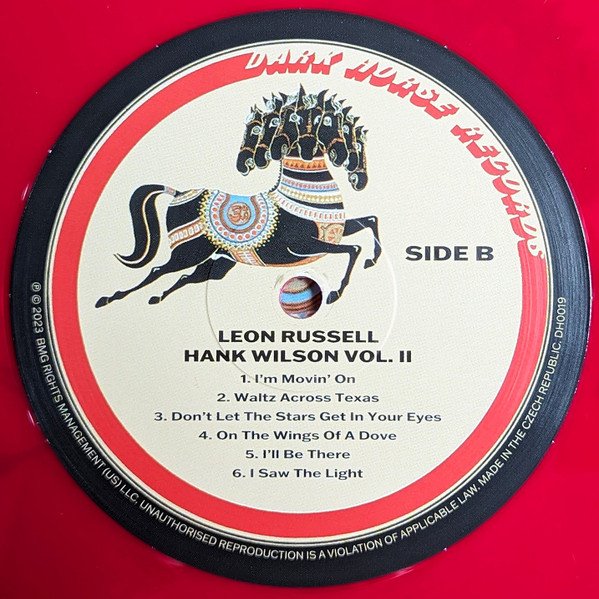 DARK HORSE RECORDS
SIDE B
LEON RUSSELL
HANK WILSON VOL. II
1. I'm Movin' On
2. Waltz Across Texas
3. Don't Let The Stars Get In Your Eyes
4. On The Wings Of A Dove
5. I'll Be There
6. I Saw The Light
℗ © 2023 BMG RIGHTS MANAGEMENT (US) LLC. UNAUTHORISED REPRODUCTION IS A VIOLATION OF APPLICABLE LAW. MADE IN THE CZECH REPUBLIC. DH0019